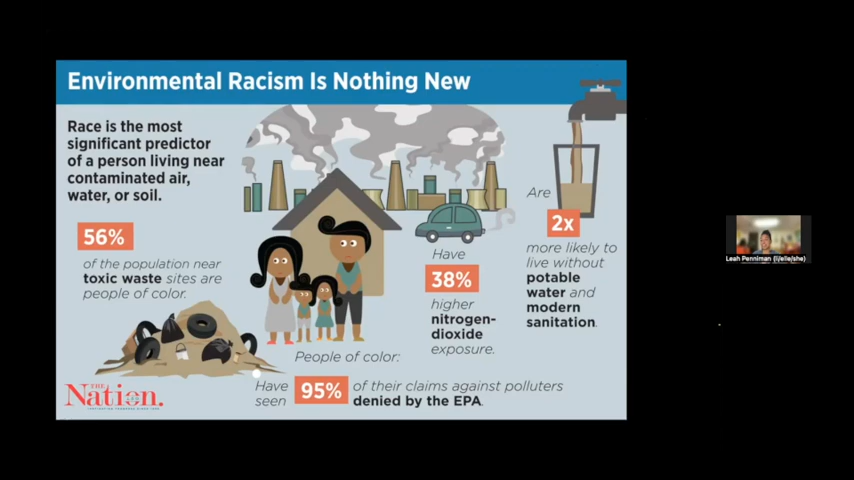 Environmental Racism Is Nothing New
Race is the most
significant predictor
of a person living near
contaminated air,
water, or soil.
56%
of the population near
toxic waste sites are
people of color.
People of color:
Have
38%
higher
nitrogen-
dioxide
exposure.
Are
2x
more likely to
live without
potable
water and
modern
sanitation.
Have seen 95% of their claims against polluters
denied by the EPA.
THE
Nation.
Leah Penniman (li/elle/she)